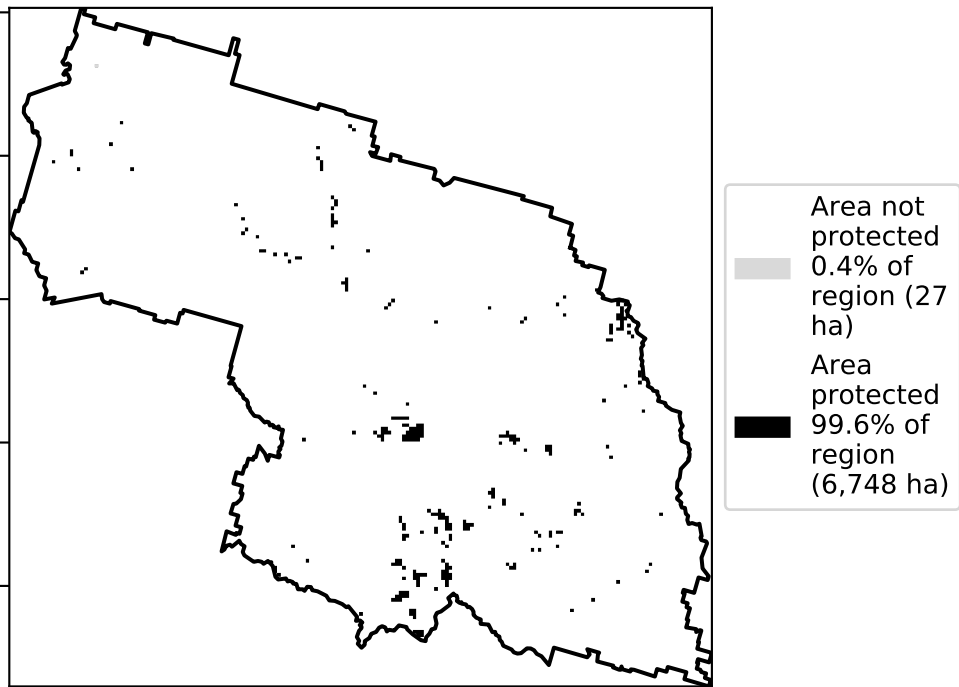 Area not
protected
0.4% of
region (27
ha)
Area
protected
99.6% of
region
(6,748 ha)